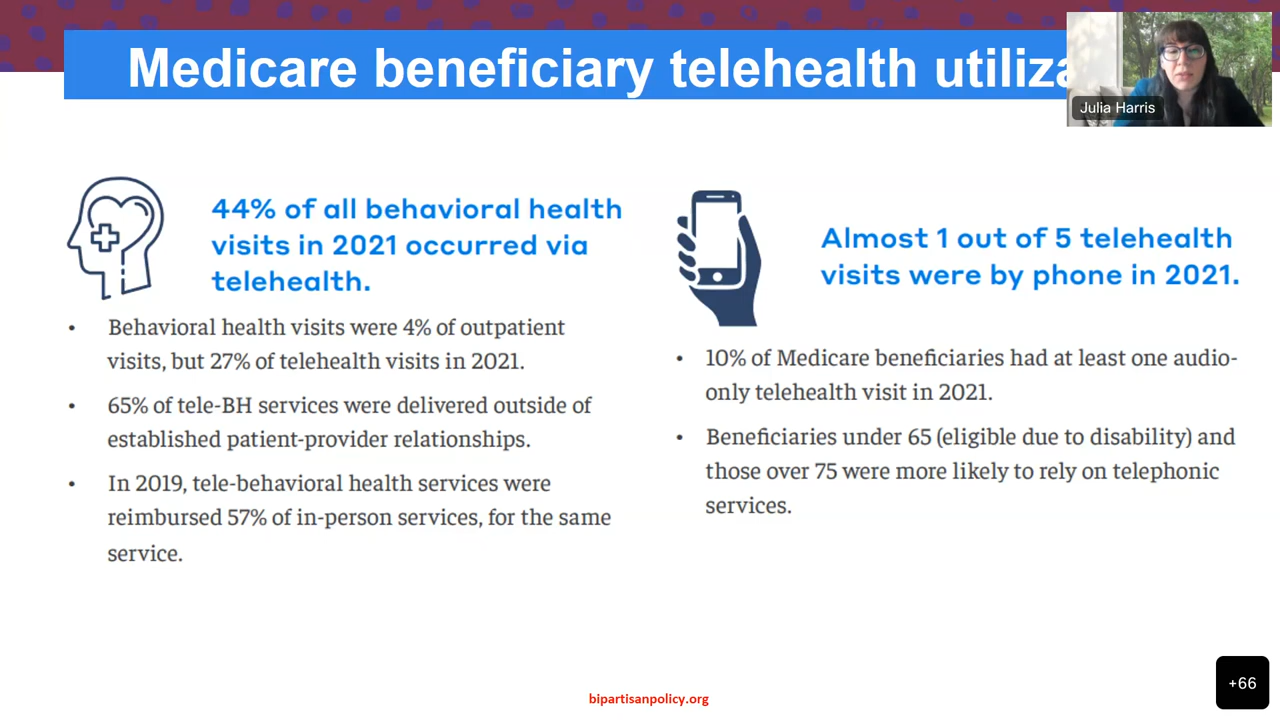 Medicare beneficiary telehealth utiliza
Julia Harris
44% of all behavioral health
visits in 2021 occurred via
telehealth.
• Behavioral health visits were 4% of outpatient
visits, but 27% of telehealth visits in 2021.
• 65% of tele-BH services were delivered outside of
established patient-provider relationships.
• In 2019, tele-behavioral health services were
reimbursed 57% of in-person services, for the same
service.
Almost 1 out of 5 telehealth
visits were by phone in 2021.
• 10% of Medicare beneficiaries had at least one audio-
only telehealth visit in 2021.
• Beneficiaries under 65 (eligible due to disability) and
those over 75 were more likely to rely on telephonic
services.
bipartisanpolicy.org
+66